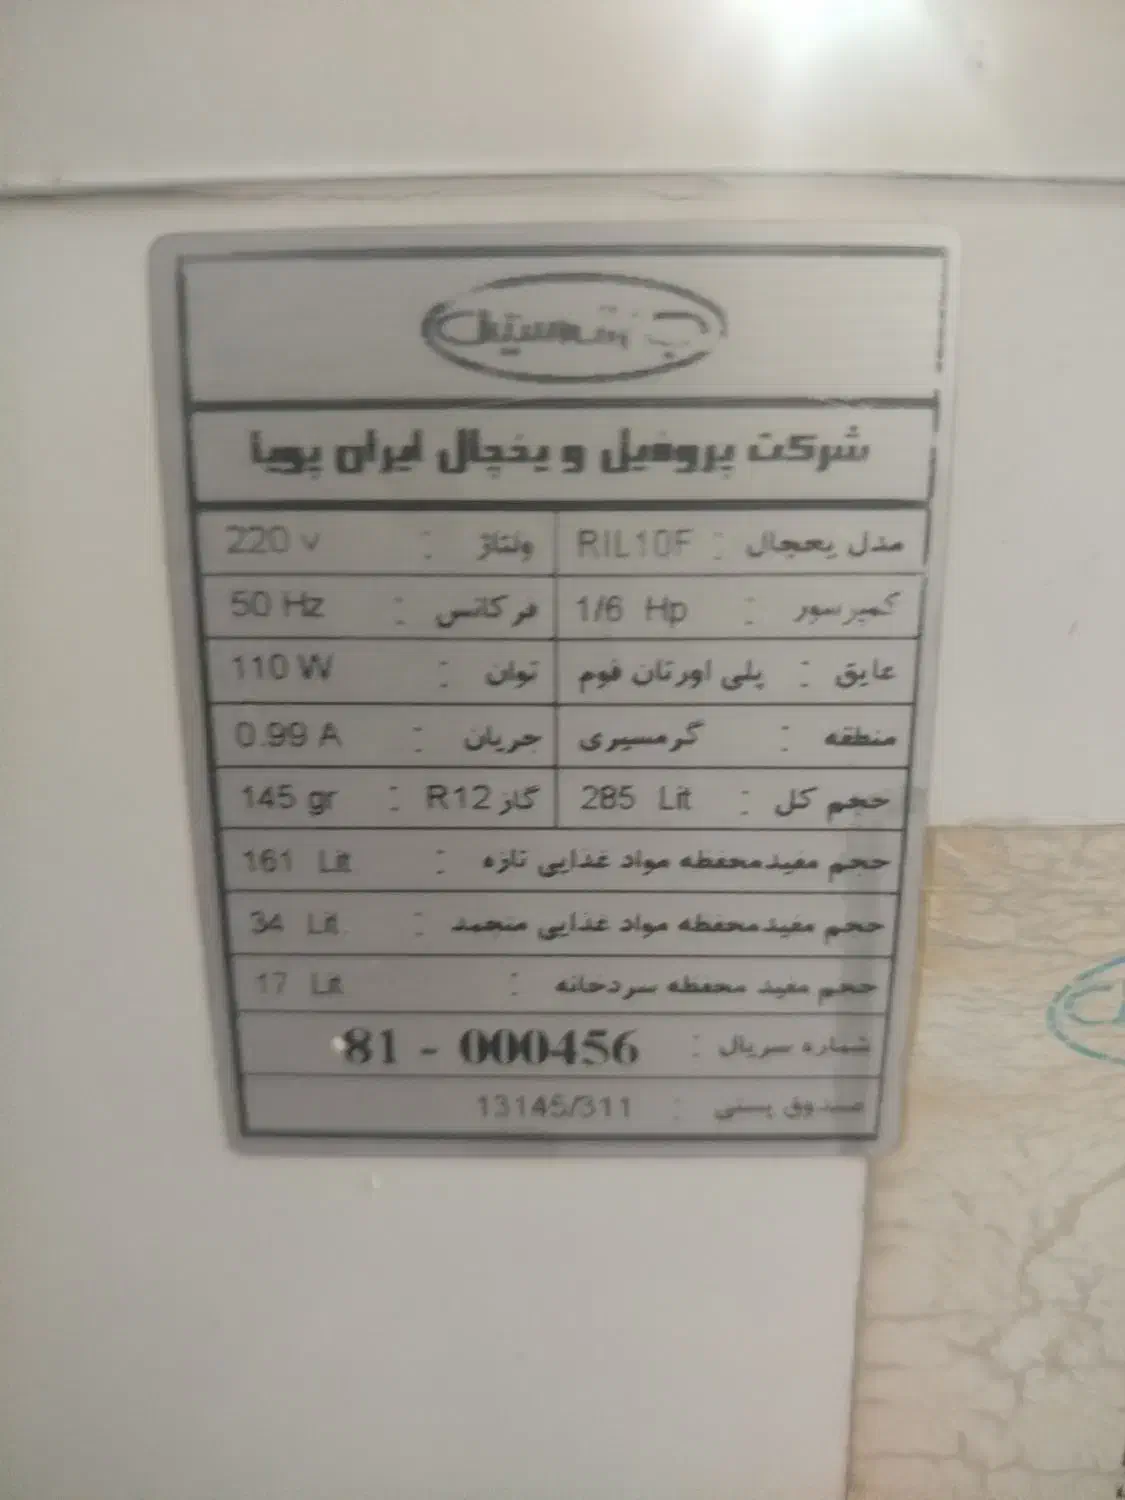 شرکت پروفیل و یخچال ایران پویا
مدل یخچال : RIL10F ولتاژ : 220 v
کمپرسور : 1/6 Hp فرکانس : 50 Hz
عایق : پلی اورتان فوم توان : 110 W
منطقه : گرمسیری جریان : 0.99 A
حجم کل : 285 Lit گاز R12 : 145 gr
حجم مفید محفظه مواد غذایی تازه : 161 Lit
حجم مفید محفظه مواد غذایی منجمد : 34 Lit.
حجم مفید محفظه سردخانه : 17 Lit
شماره سریال : 81 - 000456
صندوق پستی : 13145/311